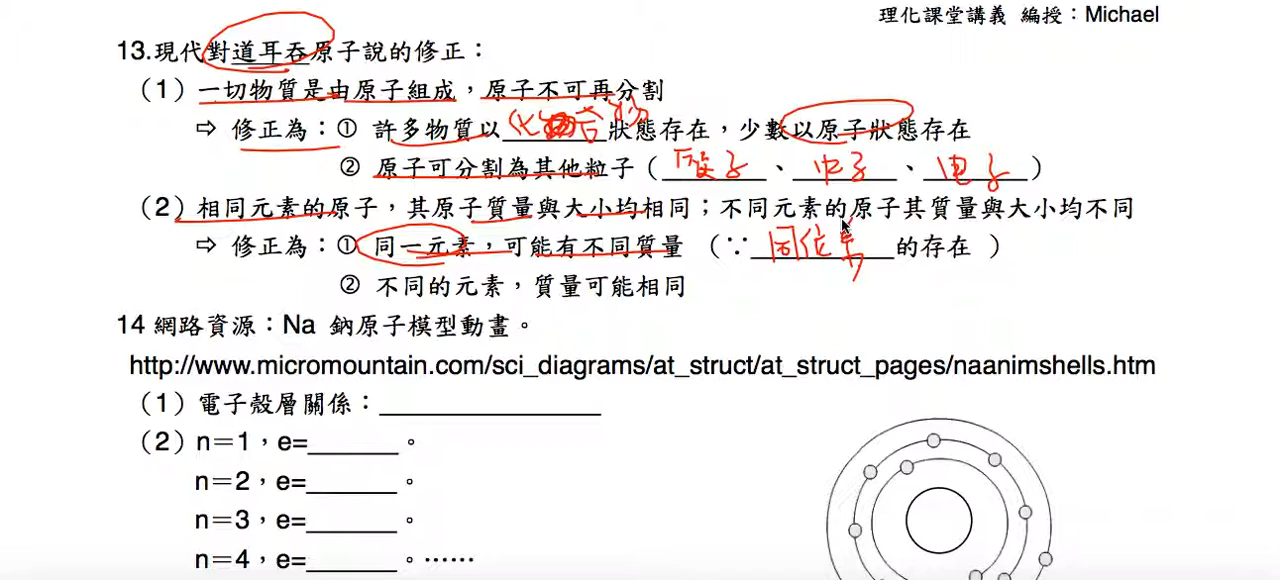 理化課堂講義 編授：Michael
13.現代對道耳吞原子說的修正：
（1）一切物質是由原子組成，原子不可再分割
⇨ 修正為：① 許多物質以化合物狀態存在，少數以原子狀態存在
② 原子可分割為其他粒子（質子、中子、电子）
（2）相同元素的原子，其原子質量與大小均相同；不同元素的原子其質量與大小均不同
⇨ 修正為：① 同一元素，可能有不同質量 （∵同位素的存在 ）
② 不同的元素，質量可能相同
14 網路資源：Na 鈉原子模型動畫。
http://www.micromountain.com/sci_diagrams/at_struct/at_struct_pages/naanimshells.htm
（1）電子殼層關係：__________
（2）n＝1，e=______。
n＝2，e=______。
n＝3，e=______。
n＝4，e=______。……